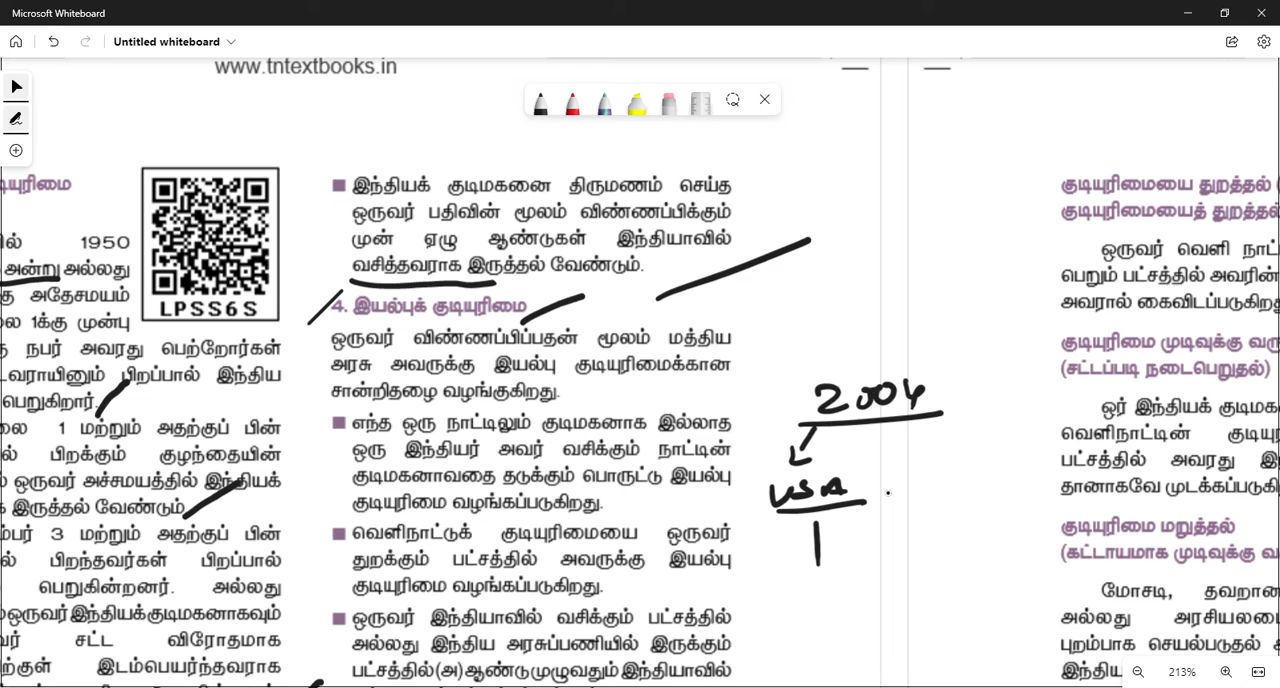 Microsoft Whiteboard
Untitled whiteboard
www.tntextbooks.in
டியுரிமை
ில் 1950
அன்று அல்லது
கு அதேசமயம்
லை 1க்கு முன்பு
நபர் அவரது பெற்றோர்கள்
டவராயினும் பிறப்பால் இந்திய
பெறுகிறார்.
லை 1 மற்றும் அதற்குப் பின்
ல் பிறக்கும் குழந்தையின்
ஒருவர் அச்சமயத்தில் இந்தியக்
இருத்தல் வேண்டும்
ம்பர் 3 மற்றும் அதற்குப் பின்
ல் பிறந்தவர்கள் பிறப்பால்
பெறுகின்றனர். அல்லது
ஒருவர் இந்தியக்குடிமகனாகவும்
வர் சட்ட விரோதமாக
ற்குள் இடம்பெயர்ந்தவராக
LPSS6S
இந்தியக் குடிமகனை திருமணம் செய்த
ஒருவர் பதிவின் மூலம் விண்ணப்பிக்கும்
முன் ஏழு ஆண்டுகள் இந்தியாவில்
வசித்தவராக இருத்தல் வேண்டும்.
4. இயல்புக் குடியுரிமை
ஒருவர் விண்ணப்பிப்பதன் மூலம் மத்திய
அரசு அவருக்கு இயல்பு குடியுரிமைக்கான
சான்றிதழை வழங்குகிறது.
எந்த ஒரு நாட்டிலும் குடிமகனாக இல்லாத
ஒரு இந்தியர் அவர் வசிக்கும் நாட்டின்
குடிமகனாவதை தடுக்கும் பொருட்டு இயல்பு
குடியுரிமை வழங்கப்படுகிறது.
வெளிநாட்டுக் குடியுரிமையை ஒருவர்
துறக்கும் பட்சத்தில் அவருக்கு இயல்பு
குடியுரிமை வழங்கப்படுகிறது.
ஒருவர் இந்தியாவில் வசிக்கும் பட்சத்தில்
அல்லது இந்திய அரசுப்பணியில் இருக்கும்
பட்சத்தில் (அ) ஆண்டு முழுவதும் இந்தியாவில்
2004
USA
குடியுரிமையை துறத்தல் (
குடியுரிமையைத் துறத்தல்
ஒருவர் வெளி நாட்
பெறும் பட்சத்தில் அவரின்
அவரால் கைவிடப்படுகிறது
குடியுரிமை முடிவுக்கு வரு
(சட்டப்படி நடைபெறுதல்)
ஓர் இந்தியக் குடிமக
வெளிநாட்டின் குடியு
பட்சத்தில் அவரது இ
தானாகவே முடக்கப்படுகி
குடியுரிமை மறுத்தல்
(கட்டாயமாக முடிவுக்கு வ
மோசடி, தவறான
அல்லது அரசியலமை
புறம்பாக செயல்படுதல் ஆ
இந்திய
213%